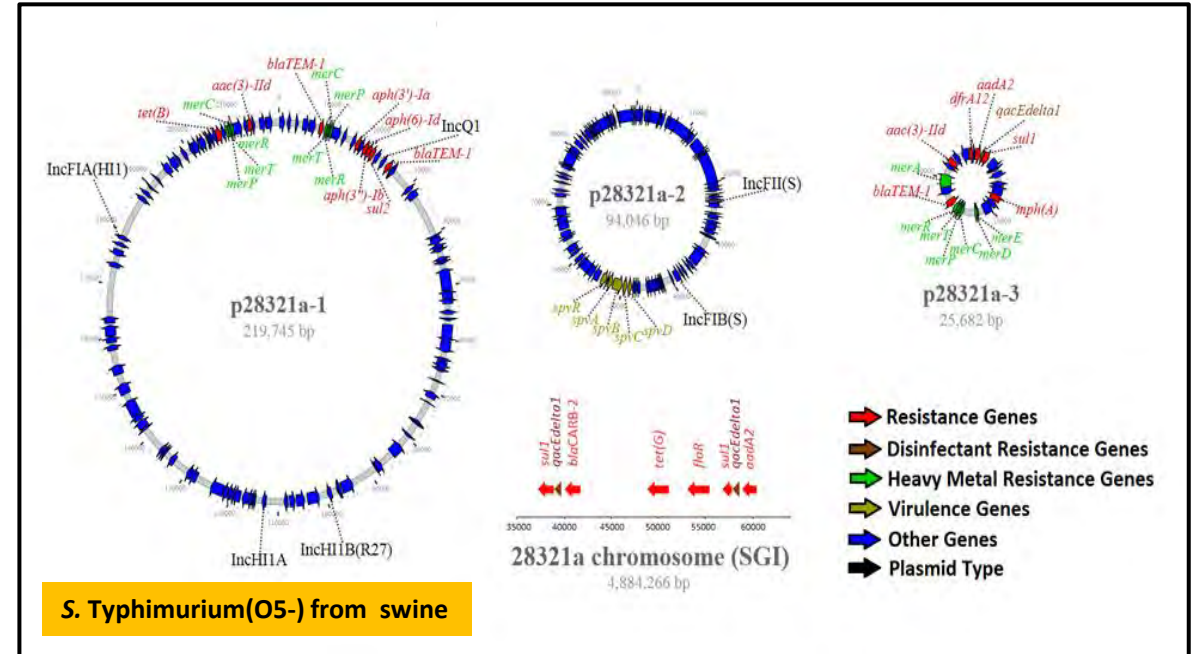 blaTEM-1
merC
aac(3)-IId
merP
aph(3')-Ia
merC
aph(6)-Id
tet(B)
IncQ1
merR
merT
blaTEM-1
merT
merR
merP
aph(3")-Ib
sul2
IncFIA(HI1)
p28321a-1
219,745 bp
IncHI1A
IncHI1B(R27)
p28321a-2
94,046 bp
IncFII(S)
IncFIB(S)
spvR
spvA
spvB
spvC
spvD
aadA2
dfrA12
qacEdelta1
aac(3)-IId
sul1
merA
blaTEM-1
mph(A)
merR
merT
merP
merC
merD
merE
p28321a-3
25,682 bp
sul1
qacEdelta1
blaCARB-2
tet(G)
floR
sul1
qacEdelta1
aadA2
35000 40000 45000 50000 55000 60000
28321a chromosome (SGI)
4,884,266 bp
Resistance Genes
Disinfectant Resistance Genes
Heavy Metal Resistance Genes
Virulence Genes
Other Genes
Plasmid Type
S. Typhimurium(O5-) from swine